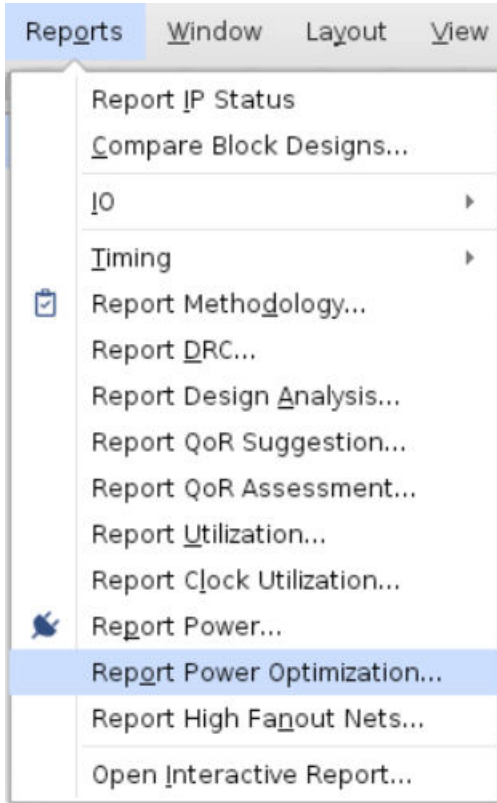 Reports Window Layout View
Report IP Status
Compare Block Designs...
IO
Timing
Report Methodology...
Report DRC...
Report Design Analysis...
Report QoR Suggestion...
Report QoR Assessment...
Report Utilization...
Report Clock Utilization...
Report Power...
Report Power Optimization...
Report High Fanout Nets...
Open Interactive Report...